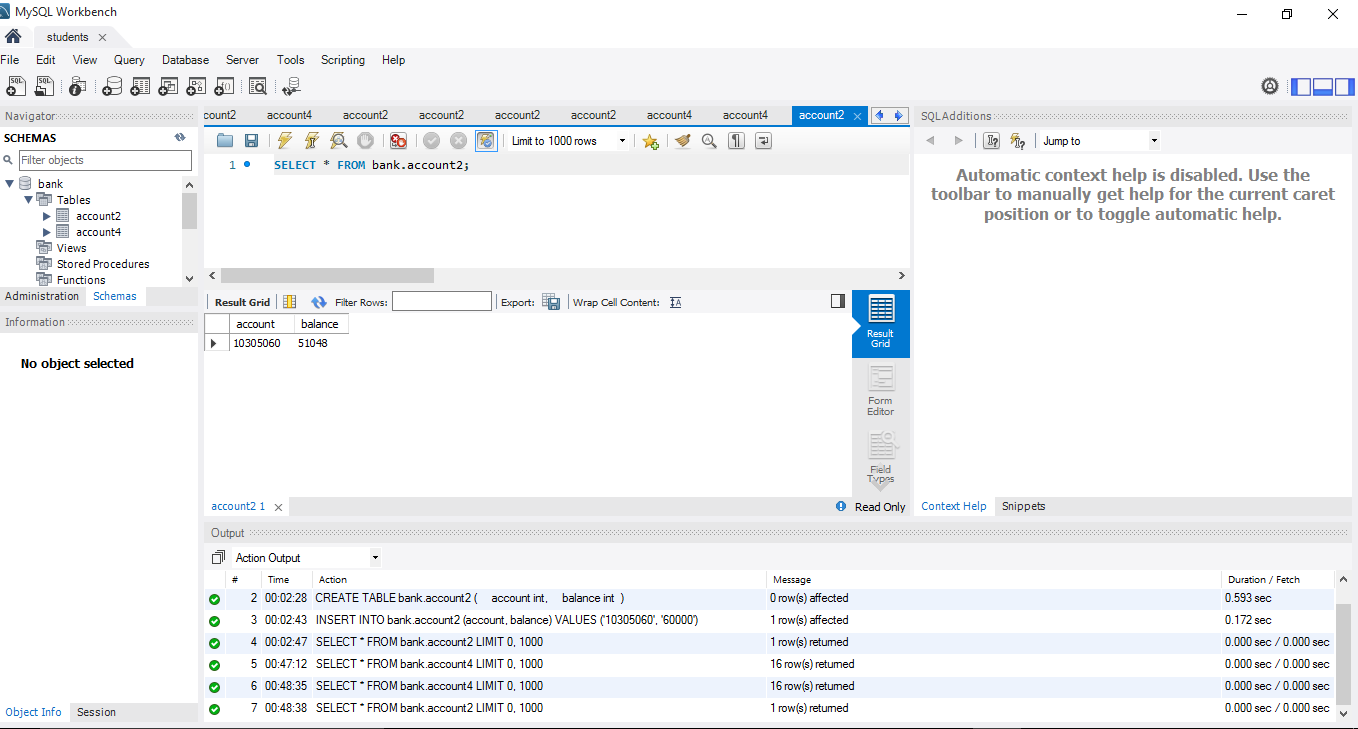 MySQL Workbench
students
File Edit View Query Database Server Tools Scripting Help
Navigator
SCHEMAS
Filter objects
bank
Tables
account2
account4
Views
Stored Procedures
Functions
Administration Schemas
Information
No object selected
Object Info Session
count2 account4 account2 account2 account2 account2 account4 account4 account2
Limit to 1000 rows
1 SELECT * FROM bank.account2;
Result Grid Filter Rows: Export: Wrap Cell Content:
account balance
10305060 51048
Result
Grid
Form
Editor
Field
Types
account2 1 Read Only
SQLAdditions
Jump to
Automatic context help is disabled. Use the
toolbar to manually get help for the current caret
position or to toggle automatic help.
Context Help Snippets
Output
Action Output
# Time Action Message Duration / Fetch
2 00:02:28 CREATE TABLE bank.account2 ( account int, balance int ) 0 row(s) affected 0.593 sec
3 00:02:43 INSERT INTO bank.account2 (account, balance) VALUES ('10305060', '60000') 1 row(s) affected 0.172 sec
4 00:02:47 SELECT * FROM bank.account2 LIMIT 0, 1000 1 row(s) returned 0.000 sec / 0.000 sec
5 00:47:12 SELECT * FROM bank.account4 LIMIT 0, 1000 16 row(s) returned 0.000 sec / 0.000 sec
6 00:48:35 SELECT * FROM bank.account4 LIMIT 0, 1000 16 row(s) returned 0.000 sec / 0.000 sec
7 00:48:38 SELECT * FROM bank.account2 LIMIT 0, 1000 1 row(s) returned 0.000 sec / 0.000 sec